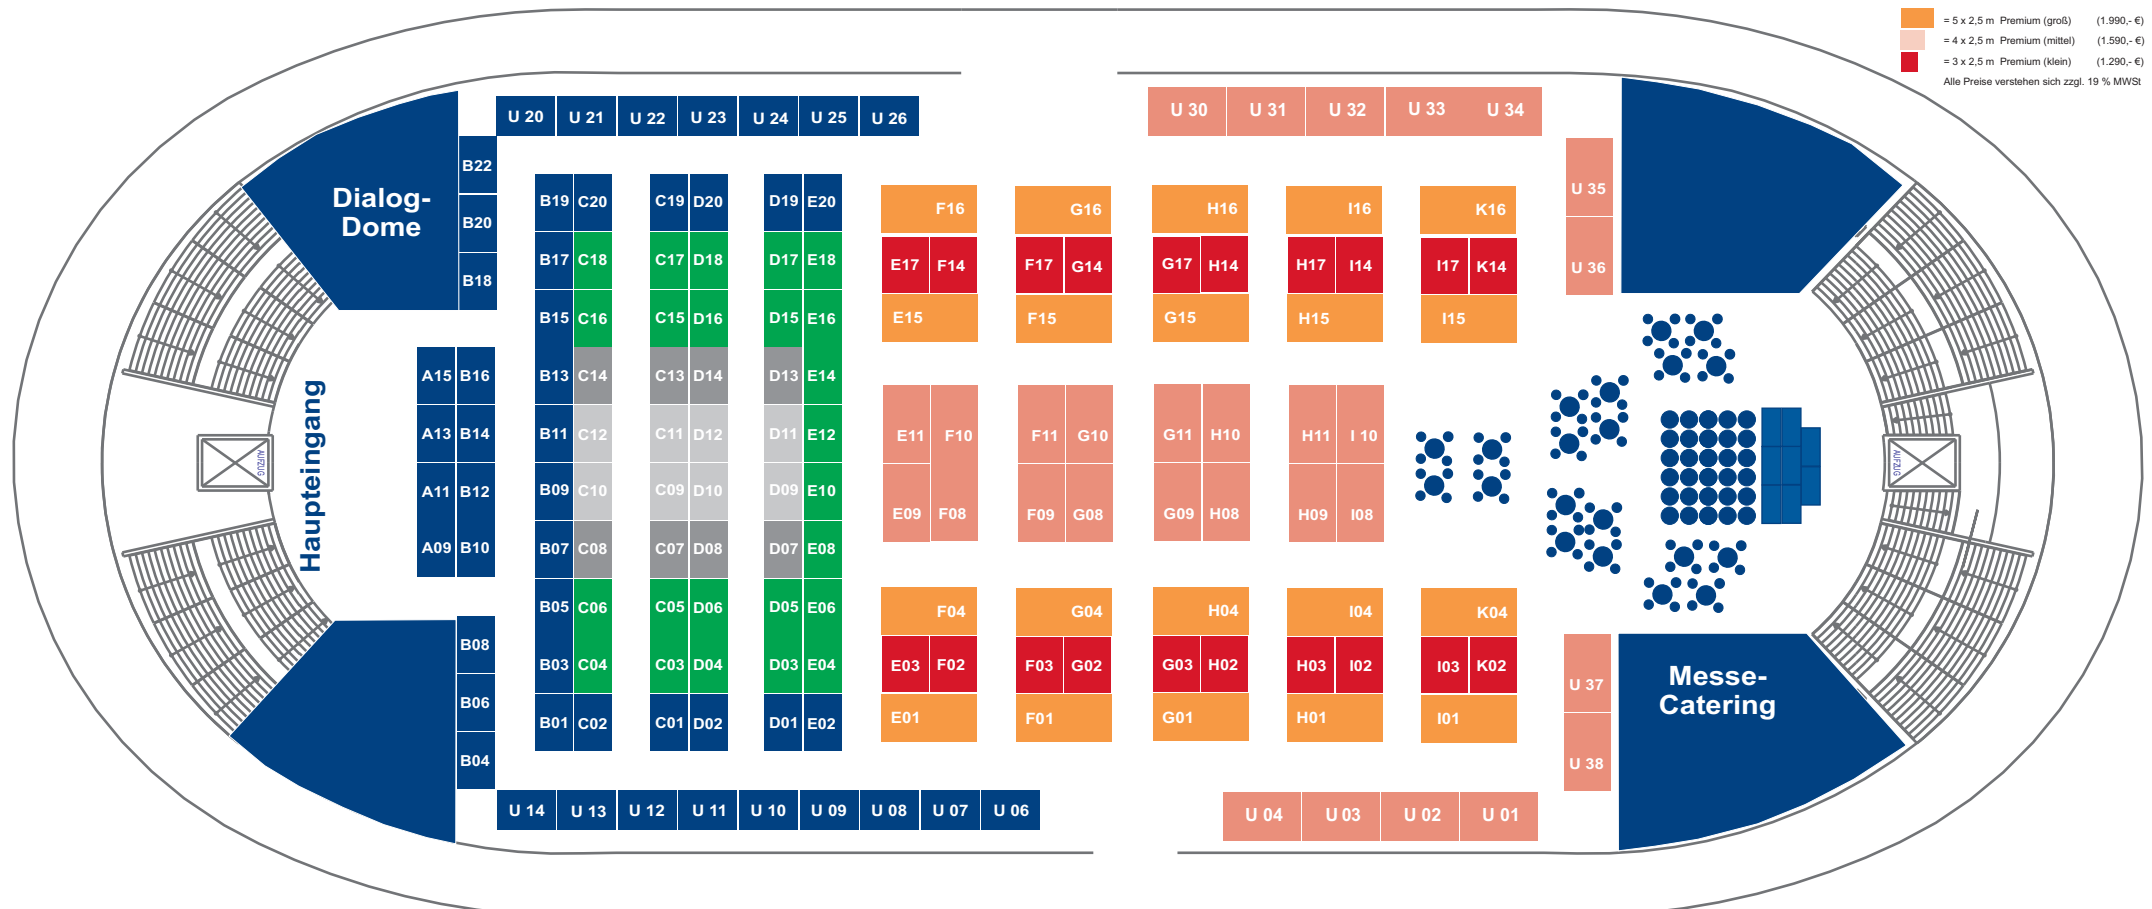 = 5 x 2,5 m Premium (groß) (1.990,- €)
= 4 x 2,5 m Premium (mittel) (1.590,- €)
= 3 x 2,5 m Premium (klein) (1.290,- €)
Alle Preise verstehen sich zzgl. 19 % MWSt
U 20 U 21 U 22 U 23 U 24 U 25 U 26
U 30 U 31 U 32 U 33 U 34
Dialog-
Dome
B22
B20
B18
U 35
U 36
B19 C20 C19 D20 D19 E20 F16 G16 H16 I16 K16
B17 C18 C17 D18 D17 E18 E17 F14 F17 G14 G17 H14 H17 I14 I17 K14
B15 C16 C15 D16 D15 E16 E15 F15 G15 H15 I15
Haupteingang
AUFZUG
A15 B16 B13 C14 C13 D14 D13 E14
A13 B14 B11 C12 C11 D12 D11 E12 E11 F10 F11 G10 G11 H10 H11 I 10
A11 B12 B09 C10 C09 D10 D09 E10 E09 F08 F09 G08 G09 H08 H09 I08
A09 B10 B07 C08 C07 D08 D07 E08
AUFZUG
B05 C06 C05 D06 D05 E06 F04 G04 H04 I04 K04
B03 C04 C03 D04 D03 E04 E03 F02 F03 G02 G03 H02 H03 I02 I03 K02
B01 C02 C01 D02 D01 E02 E01 F01 G01 H01 I01
B08
B06
B04
U 37
U 38
Messe-
Catering
U 14 U 13 U 12 U 11 U 10 U 09 U 08 U 07 U 06
U 04 U 03 U 02 U 01